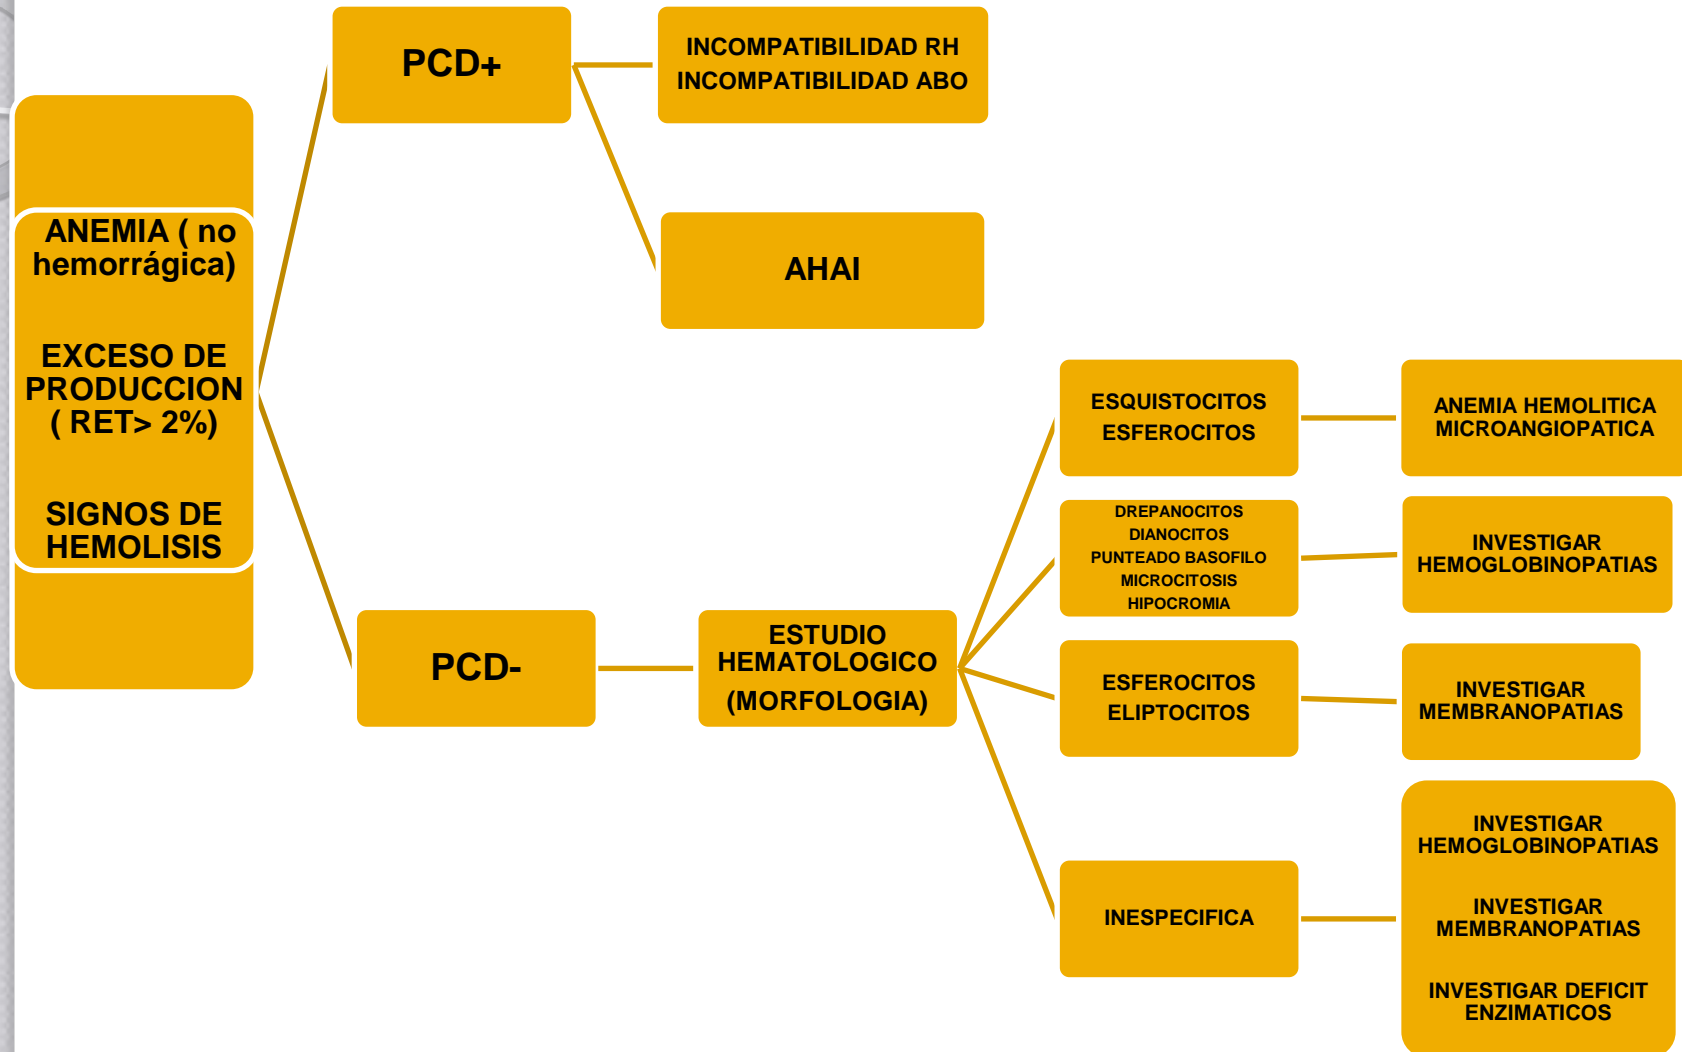 ANEMIA ( no
hemorrágica)
EXCESO DE
PRODUCCION
( RET> 2%)
SIGNOS DE
HEMOLISIS
PCD+
INCOMPATIBILIDAD RH
INCOMPATIBILIDAD ABO
AHAI
PCD-
ESTUDIO
HEMATOLOGICO
(MORFOLOGIA)
ESQUISTOCITOS
ESFEROCITOS
ANEMIA HEMOLITICA
MICROANGIOPATICA
DREPANOCITOS
DIANOCITOS
PUNTEADO BASOFILO
MICROCITOSIS
HIPOCROMIA
INVESTIGAR
HEMOGLOBINOPATIAS
ESFEROCITOS
ELIPTOCITOS
INVESTIGAR
MEMBRANOPATIAS
INESPECIFICA
INVESTIGAR
HEMOGLOBINOPATIAS
INVESTIGAR
MEMBRANOPATIAS
INVESTIGAR DEFICIT
ENZIMATICOS